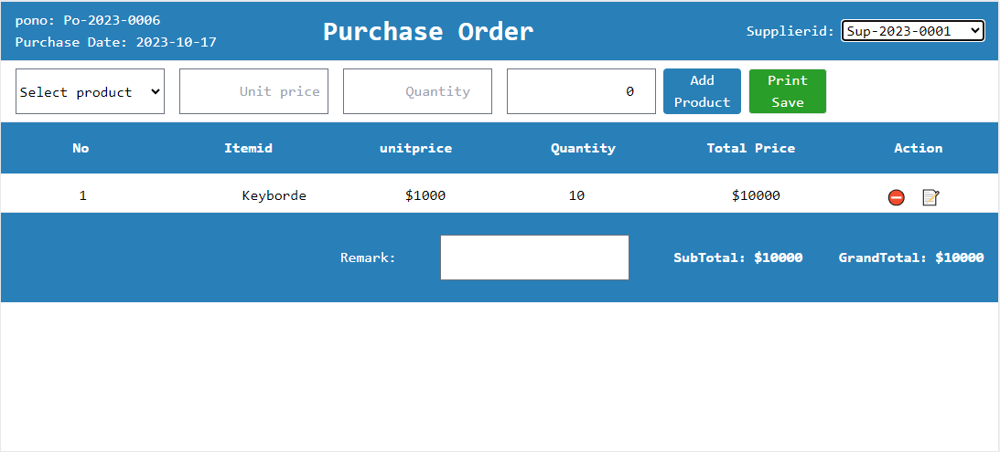 pono: Po-2023-0006
Purchase Date: 2023-10-17
Purchase Order
Supplierid: Sup-2023-0001
Select product Unit price Quantity 0 Add Product Print Save
No Itemid unitprice Quantity Total Price Action
1 Keyborde $1000 10 $10000
Remark: SubTotal: $10000 GrandTotal: $10000